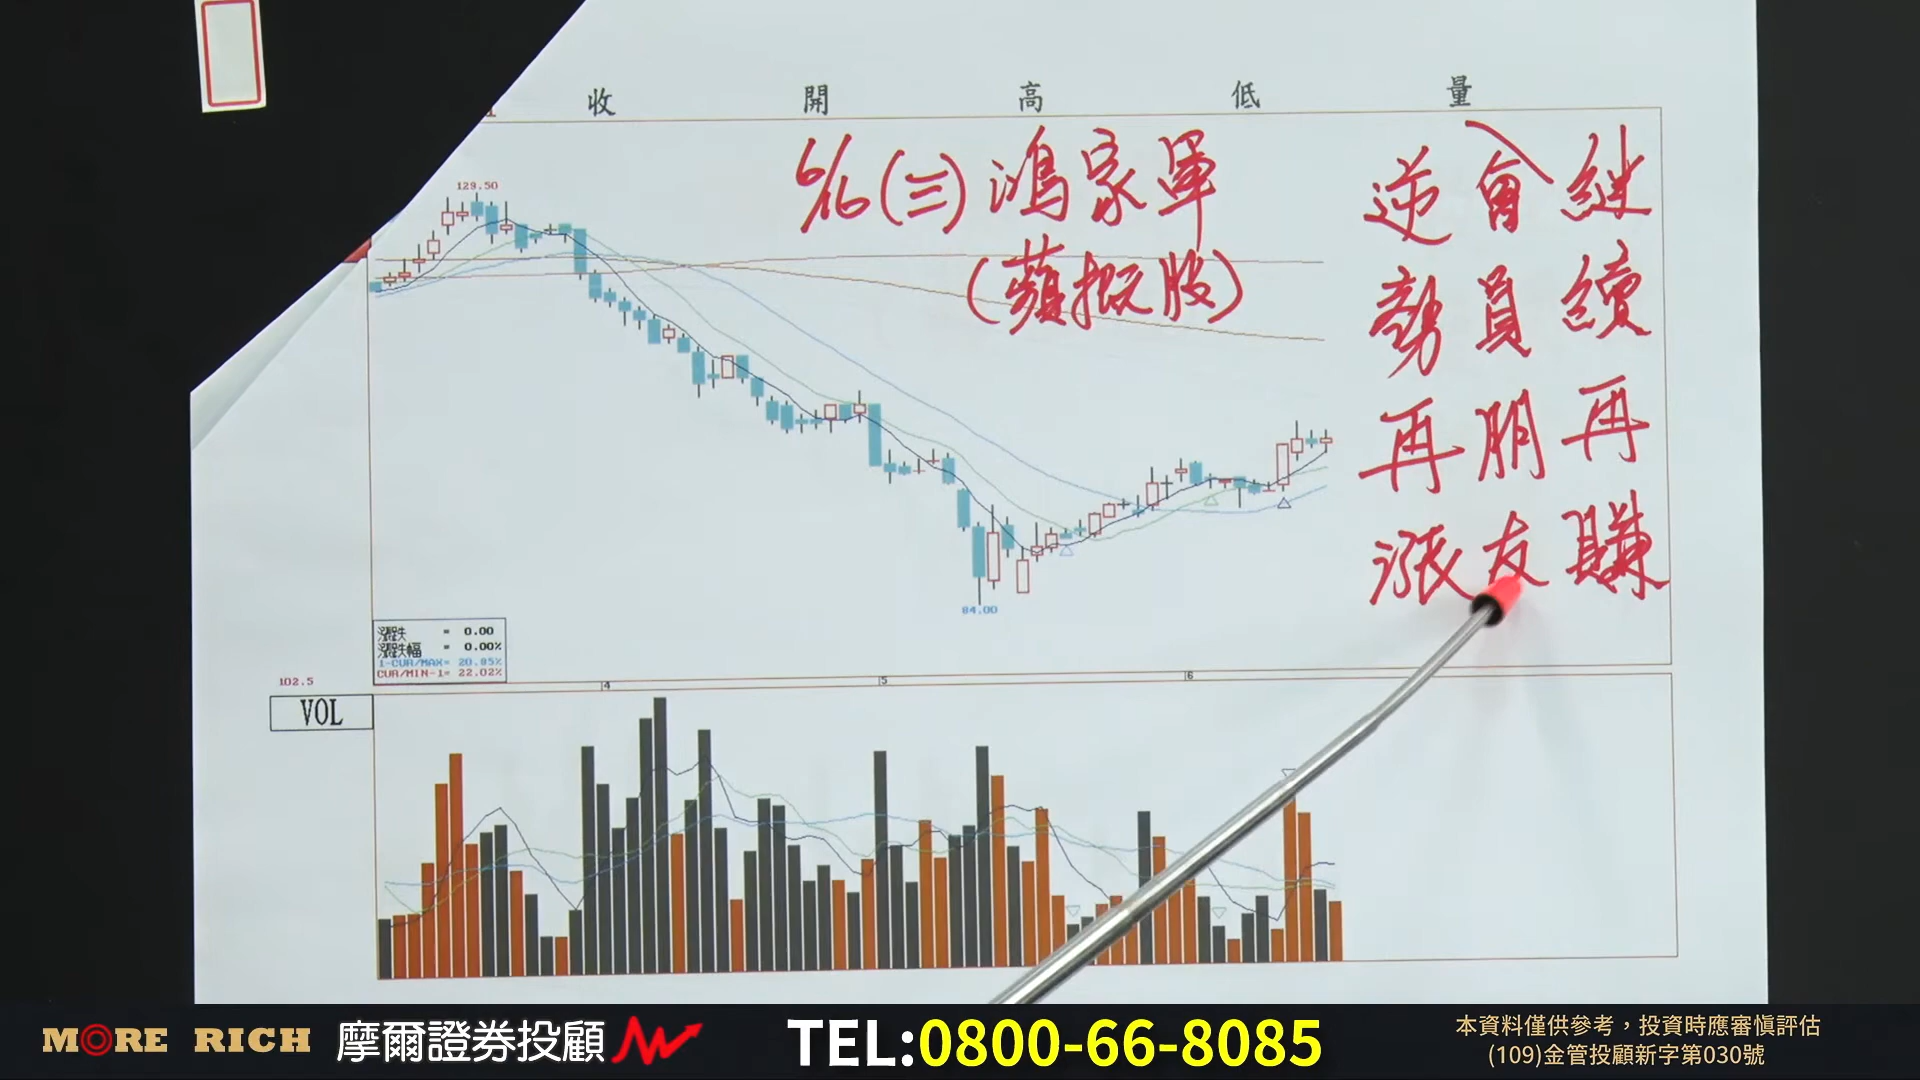 收 開 高 低 量
6/16(三)鴻家軍
(蘋概股)
逆勢再漲
會員朋友
繼續再賺
129.50
84.00
漲跌 = 0.00
漲跌幅 = 0.00%
1-CUR/MAX= 20.85%
CUR/MIN-1= 22.02%
102.5
4 5 6
VOL
MORE RICH 摩爾證券投顧
TEL:0800-66-8085
本資料僅供參考，投資時應審慎評估
(109)金管投顧新字第030號